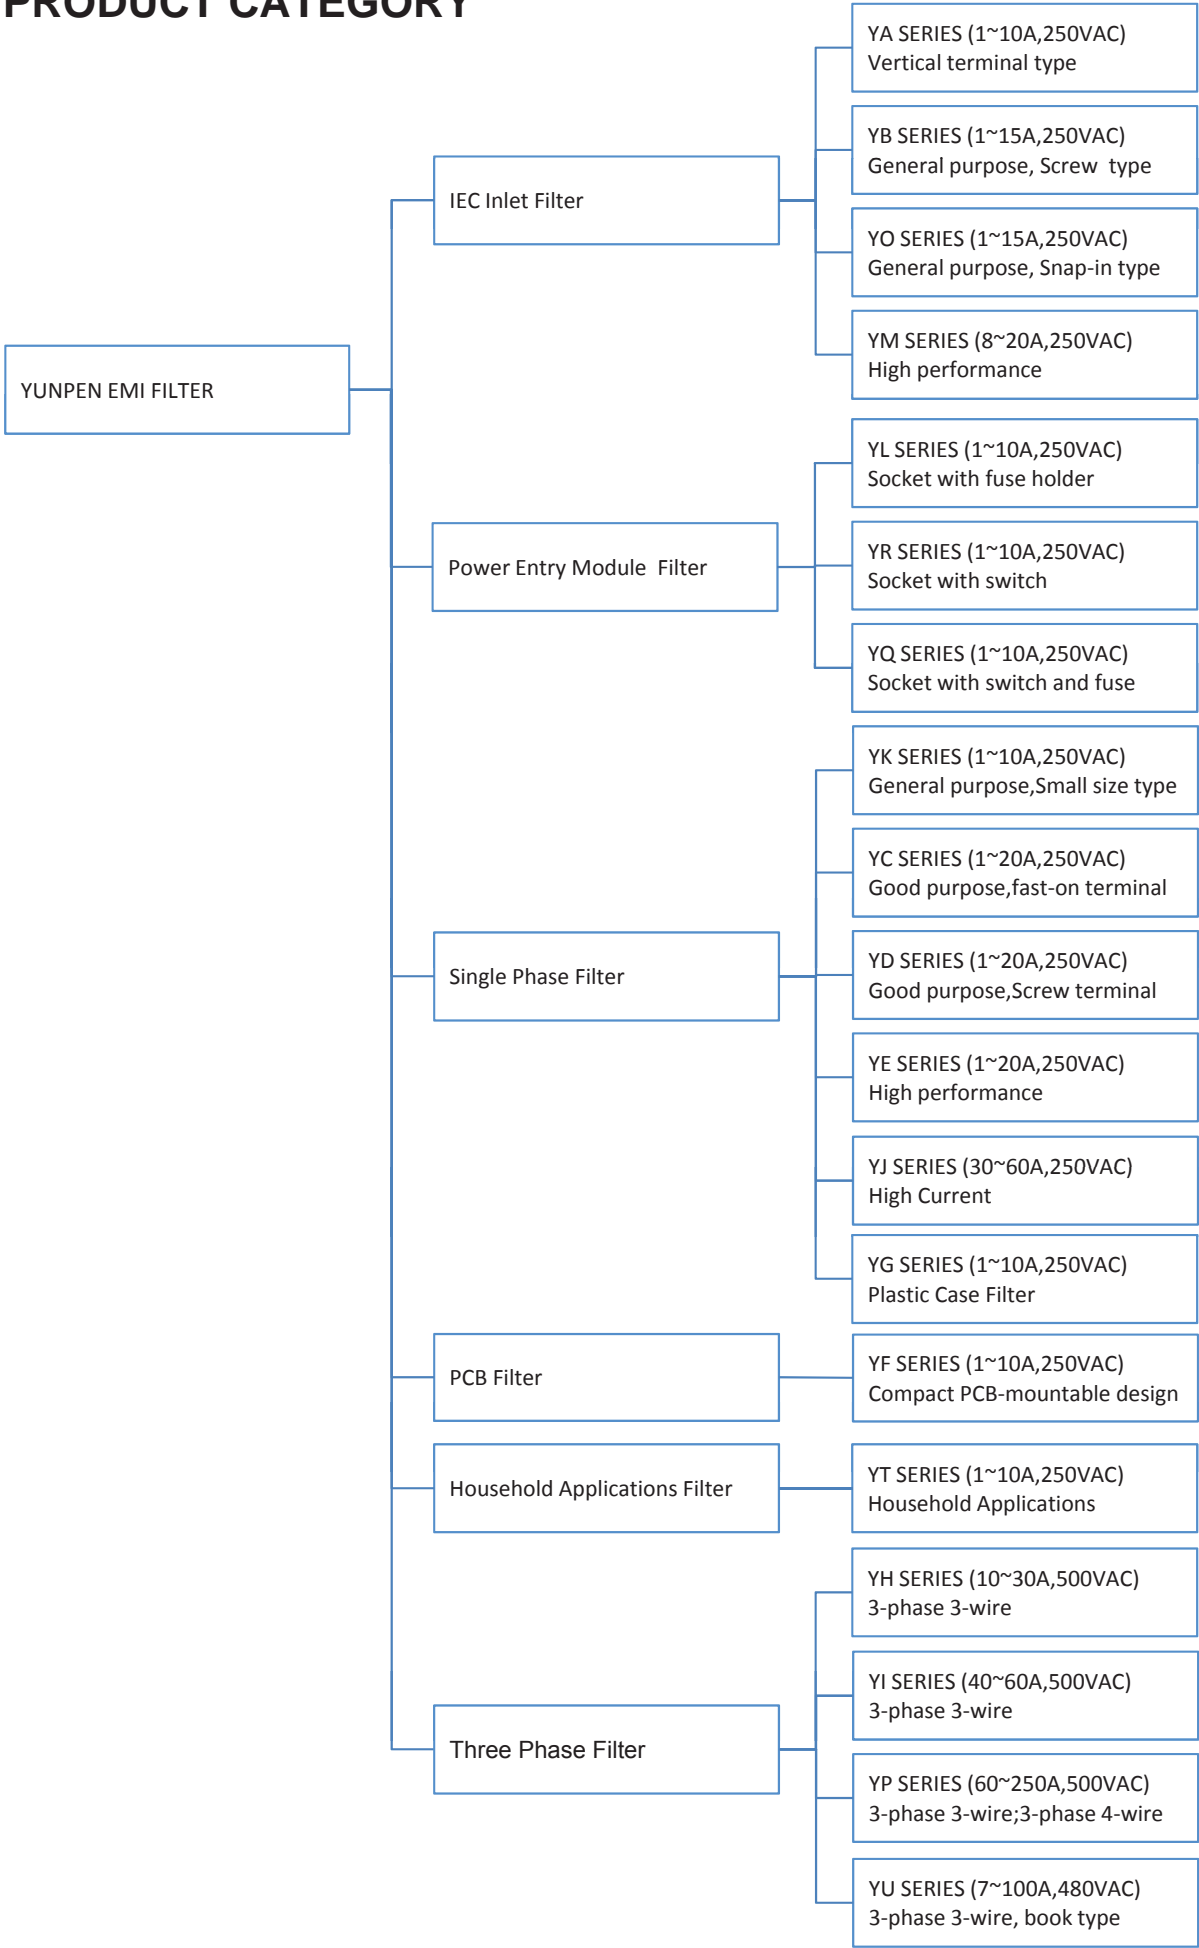 PRODUCT CATEGORY
YUNPEN EMI FILTER
IEC Inlet Filter
YA SERIES (1~10A,250VAC)
Vertical terminal type
YB SERIES (1~15A,250VAC)
General purpose, Screw  type
YO SERIES (1~15A,250VAC)
General purpose, Snap-in type
YM SERIES (8~20A,250VAC)
High performance
Power Entry Module  Filter
YL SERIES (1~10A,250VAC)
Socket with fuse holder
YR SERIES (1~10A,250VAC)
Socket with switch
YQ SERIES (1~10A,250VAC)
Socket with switch and fuse
Single Phase Filter
YK SERIES (1~10A,250VAC)
General purpose,Small size type
YC SERIES (1~20A,250VAC)
Good purpose,fast-on terminal
YD SERIES (1~20A,250VAC)
Good purpose,Screw terminal
YE SERIES (1~20A,250VAC)
High performance
YJ SERIES (30~60A,250VAC)
High Current
YG SERIES (1~10A,250VAC)
Plastic Case Filter
PCB Filter
YF SERIES (1~10A,250VAC)
Compact PCB-mountable design
Household Applications Filter
YT SERIES (1~10A,250VAC)
Household Applications
Three Phase Filter
YH SERIES (10~30A,500VAC)
3-phase 3-wire
YI SERIES (40~60A,500VAC)
3-phase 3-wire
YP SERIES (60~250A,500VAC)
3-phase 3-wire;3-phase 4-wire
YU SERIES (7~100A,480VAC)
3-phase 3-wire, book type